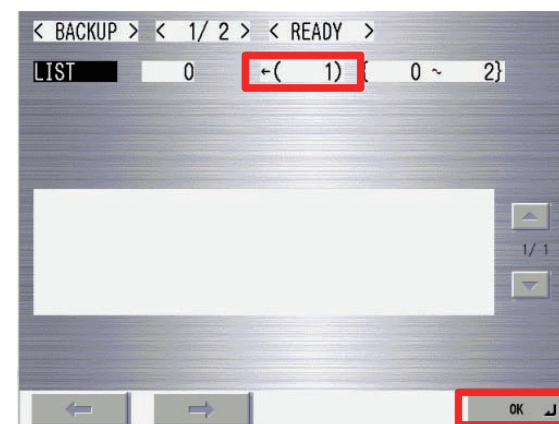 < BACKUP > < 1/ 2 > < READY >
LIST 0 ←( 1) { 0 ~ 2}
1/ 1
OK ┘